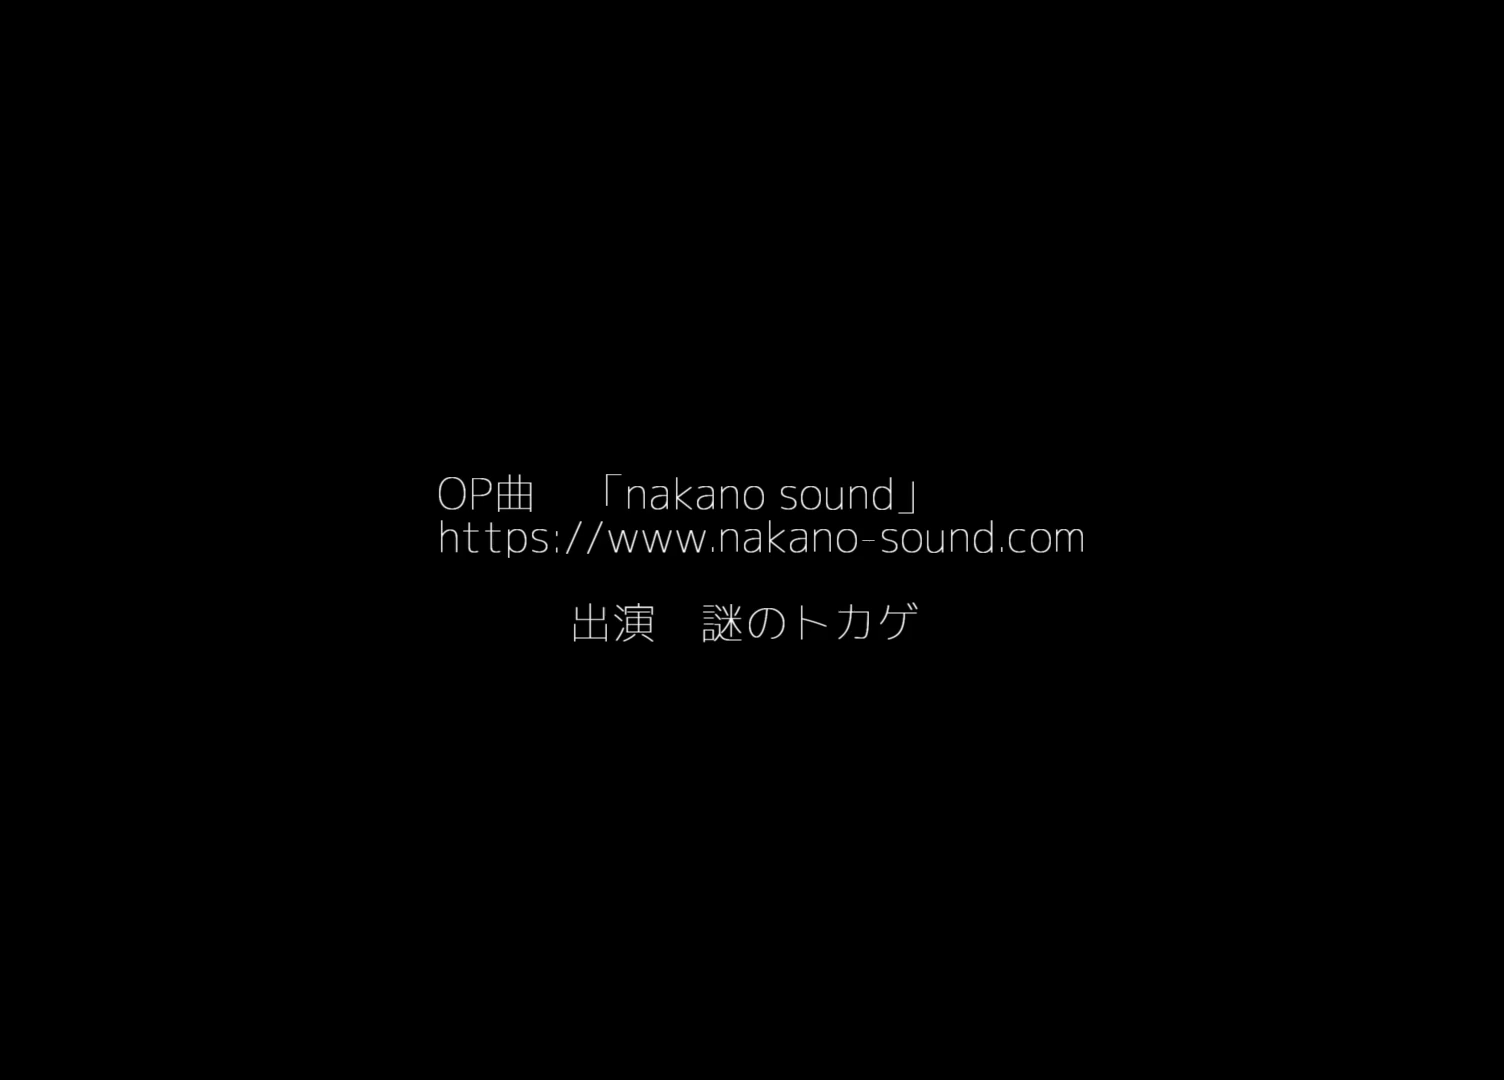 OP曲　「nakano sound」
https://www.nakano-sound.com
出演　謎のトカゲ